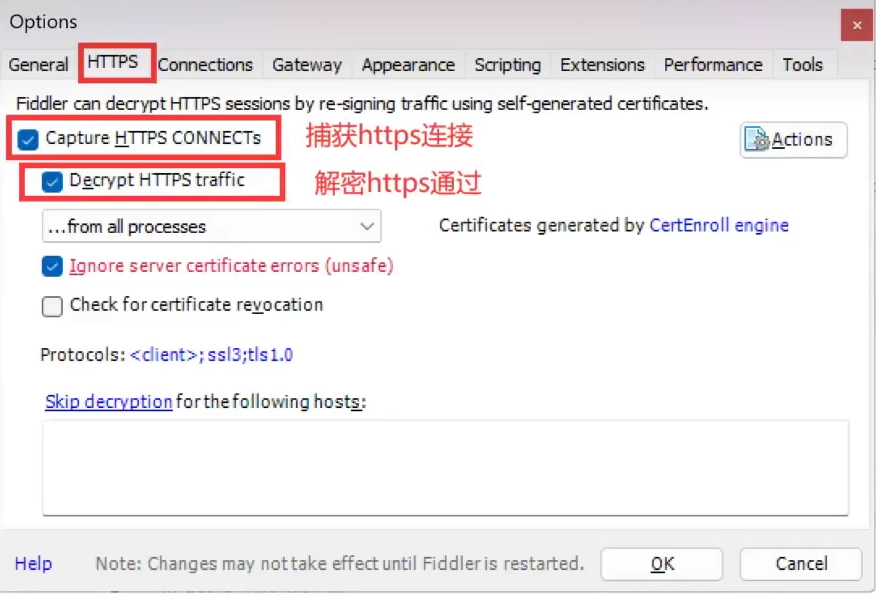 Options
×
General HTTPS Connections Gateway Appearance Scripting Extensions Performance Tools
Fiddler can decrypt HTTPS sessions by re-signing traffic using self-generated certificates.
Capture HTTPS CONNECTs 捕获https连接 Actions
Decrypt HTTPS traffic 解密https通过
...from all processes Certificates generated by CertEnroll engine
Ignore server certificate errors (unsafe)
Check for certificate revocation
Protocols: <client>;ssl3;tls1.0
Skip decryption for the following hosts:
Help Note: Changes may not take effect until Fiddler is restarted. OK Cancel